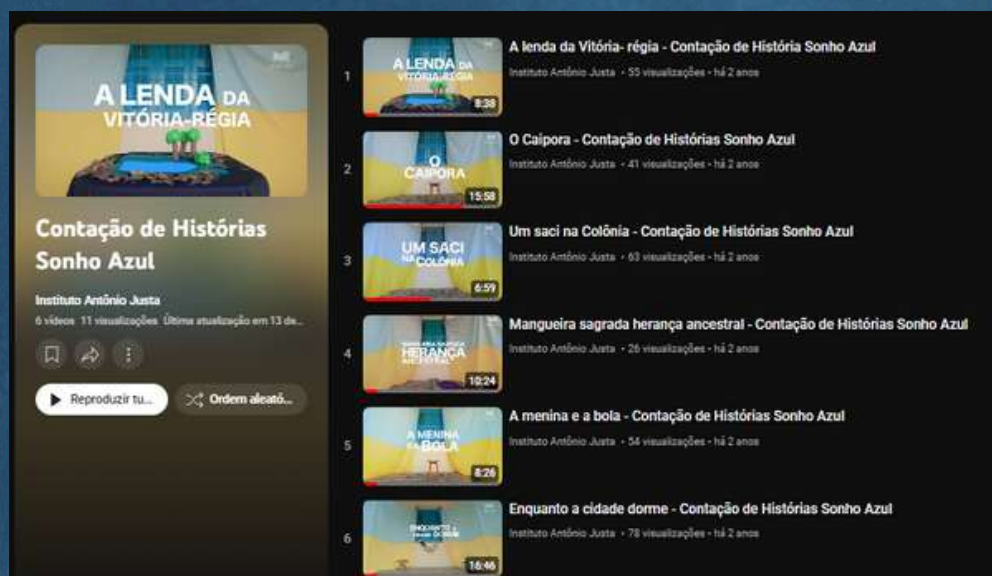 A LENDA DA
VITÓRIA-RÉGIA
Contação de Histórias
Sonho Azul
Instituto Antônio Justa
6 vídeos 11 visualizações Última atualização em 13 de...
Reproduzir tu...
Ordem aleató...
1
A LENDA DA
VITÓRIA-RÉGIA
8:38
A lenda da Vitória- régia - Contação de História Sonho Azul
Instituto Antônio Justa • 55 visualizações • há 2 anos
2
O
CAIPORA
15:58
O Caipora - Contação de Histórias Sonho Azul
Instituto Antônio Justa • 41 visualizações • há 2 anos
3
UM SACI
NA COLÔNIA
6:59
Um saci na Colônia - Contação de Histórias Sonho Azul
Instituto Antônio Justa • 63 visualizações • há 2 anos
4
HERANÇA
ANCESTRAL
10:24
Mangueira sagrada herança ancestral - Contação de Histórias Sonho Azul
Instituto Antônio Justa • 26 visualizações • há 2 anos
5
A MENINA
BOLA
8:26
A menina e a bola - Contação de Histórias Sonho Azul
Instituto Antônio Justa • 54 visualizações • há 2 anos
6
ENQUANTO A
CIDADE DORME
16:46
Enquanto a cidade dorme - Contação de Histórias Sonho Azul
Instituto Antônio Justa • 78 visualizações • há 2 anos